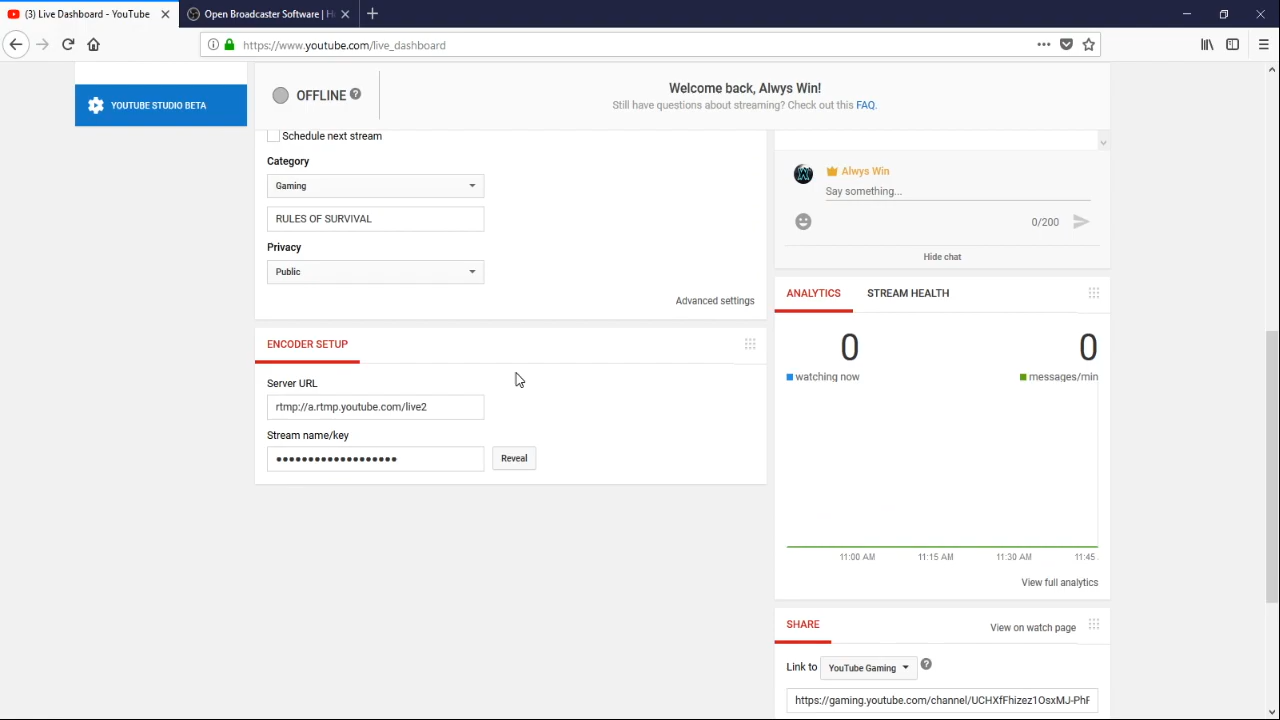 (3) Live Dashboard - YouTube
Open Broadcaster Software | H
https://www.youtube.com/live_dashboard
YOUTUBE STUDIO BETA
OFFLINE
Welcome back, Alwys Win!
Still have questions about streaming? Check out this FAQ.
Schedule next stream
Category
Gaming
RULES OF SURVIVAL
Privacy
Public
Advanced settings
ENCODER SETUP
Server URL
rtmp://a.rtmp.youtube.com/live2
Stream name/key
•••••••••••••••••••
Reveal
Alwys Win
Say something...
0/200
Hide chat
ANALYTICS
STREAM HEALTH
0
0
watching now
messages/min
11:00 AM
11:15 AM
11:30 AM
11:45
View full analytics
SHARE
View on watch page
Link to
YouTube Gaming
https://gaming.youtube.com/channel/UCHXfFhizez1OsxMJ-PhF